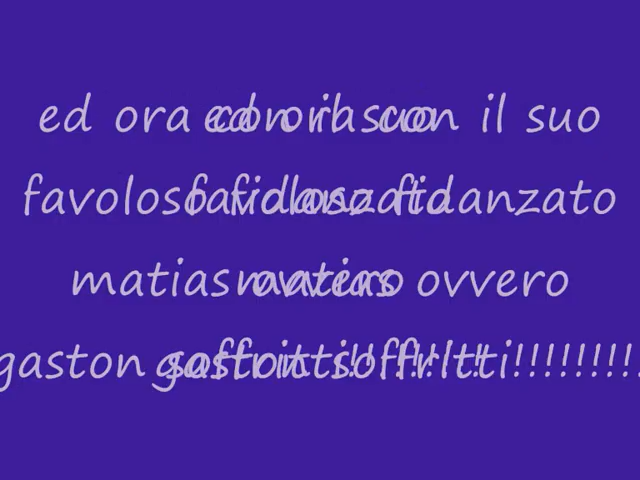 ed ora con il suo
favoloso fidanzato
matias ovvero
gaston soffritti!!!!!!!!!